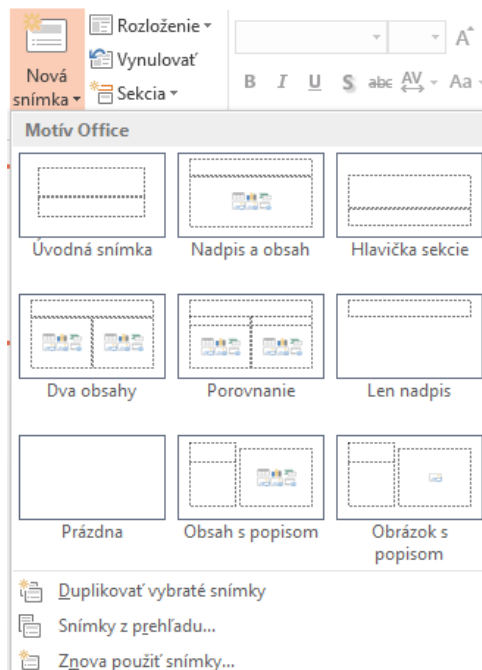 Nová
snímka
Rozloženie
Vynulovať
Sekcia
A
B I U S abc AV Aa
Motív Office
Úvodná snímka
Nadpis a obsah
Hlavička sekcie
Dva obsahy
Porovnanie
Len nadpis
Prázdna
Obsah s popisom
Obrázok s
popisom
Duplikovať vybraté snímky
Snímky z prehľadu...
Znova použiť snímky...